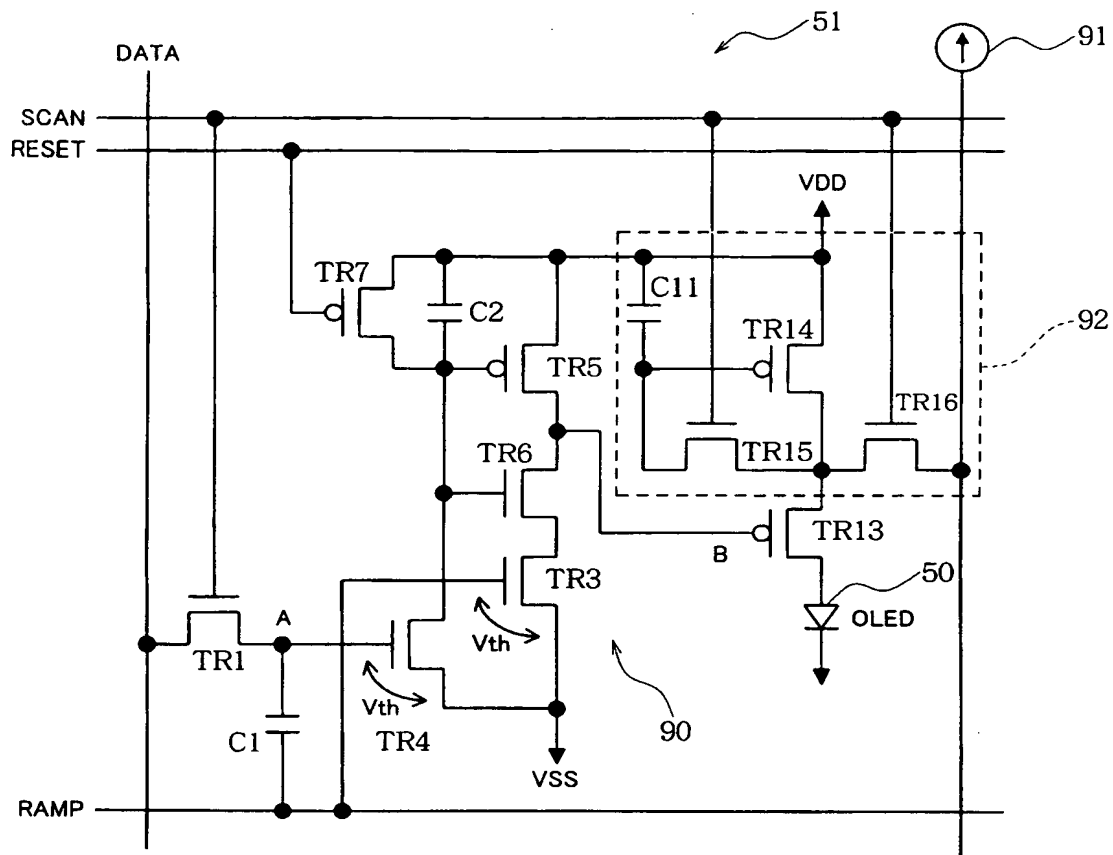 51
91
DATA
SCAN
RESET
VDD
TR7
C2
C11
TR14
92
TR5
TR16
TR6
TR15
B
TR13
TR3
50
A
Vth
OLED
TR1
Vth
C1
TR4
90
VSS
RAMP